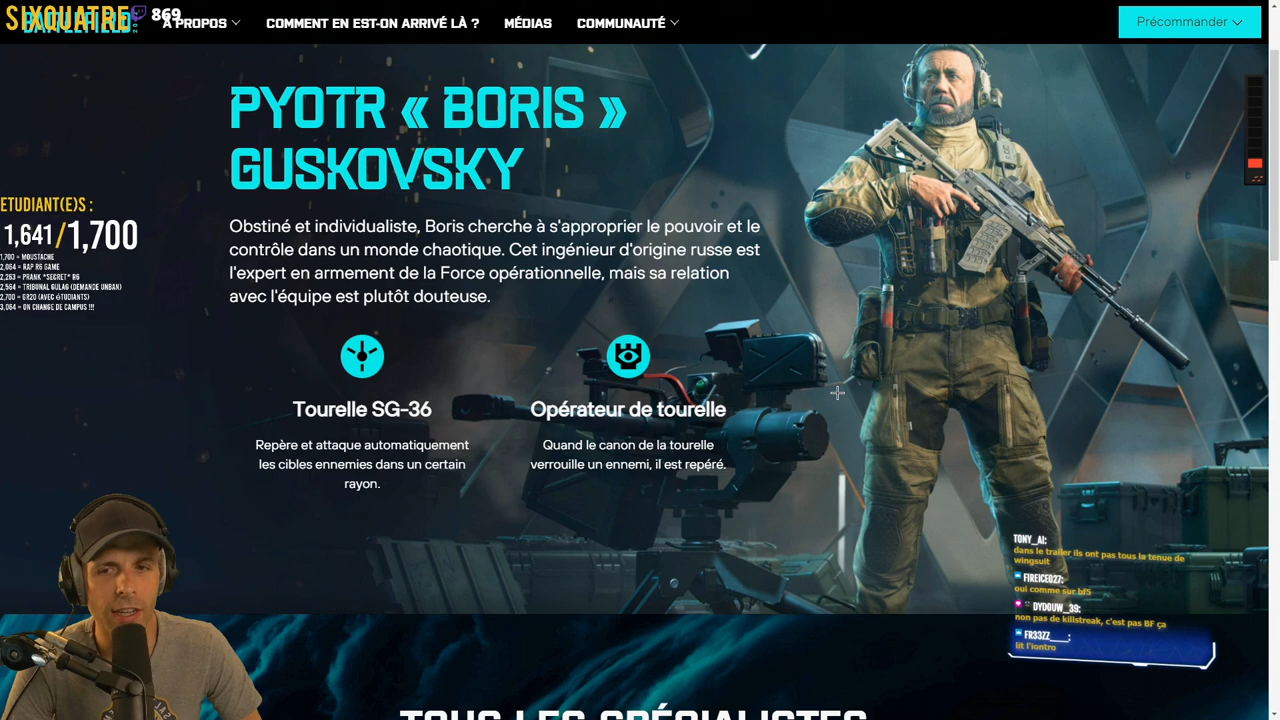 SIXQUATRE 869
À PROPOS COMMENT EN EST-ON ARRIVÉ LÀ ? MÉDIAS COMMUNAUTÉ Précommander
PYOTR « BORIS »
GUSKOVSKY
Obstiné et individualiste, Boris cherche à s'approprier le pouvoir et le
contrôle dans un monde chaotique. Cet ingénieur d'origine russe est
l'expert en armement de la Force opérationnelle, mais sa relation
avec l'équipe est plutôt douteuse.
Tourelle SG-36
Repère et attaque automatiquement
les cibles ennemies dans un certain
rayon.
Opérateur de tourelle
Quand le canon de la tourelle
verrouille un ennemi, il est repéré.
ETUDIANT(E)S :
1,641/1,700
1,700 = MOUSTACHE
2,064 = RAP R6 GAME
2,263 = PRANK *SECRET* R6
2,564 = TRIBUNAL GULAG (DEMANDE UNBAN)
2,700 = GR20 (AVEC ÉTUDIANTS)
3,064 = ON CHANGE DE CAMPUS !!!
TONY_AI:
dans le trailer ils ont pas tous la tenue de
wingsuit
FIREICE027:
oui comme sur bf5
DYDOUW_39:
non pas de killstreak, c'est pas BF ça
FR33ZZ____:
lit l'iontro
TOUS LES SPÉCIALISTES